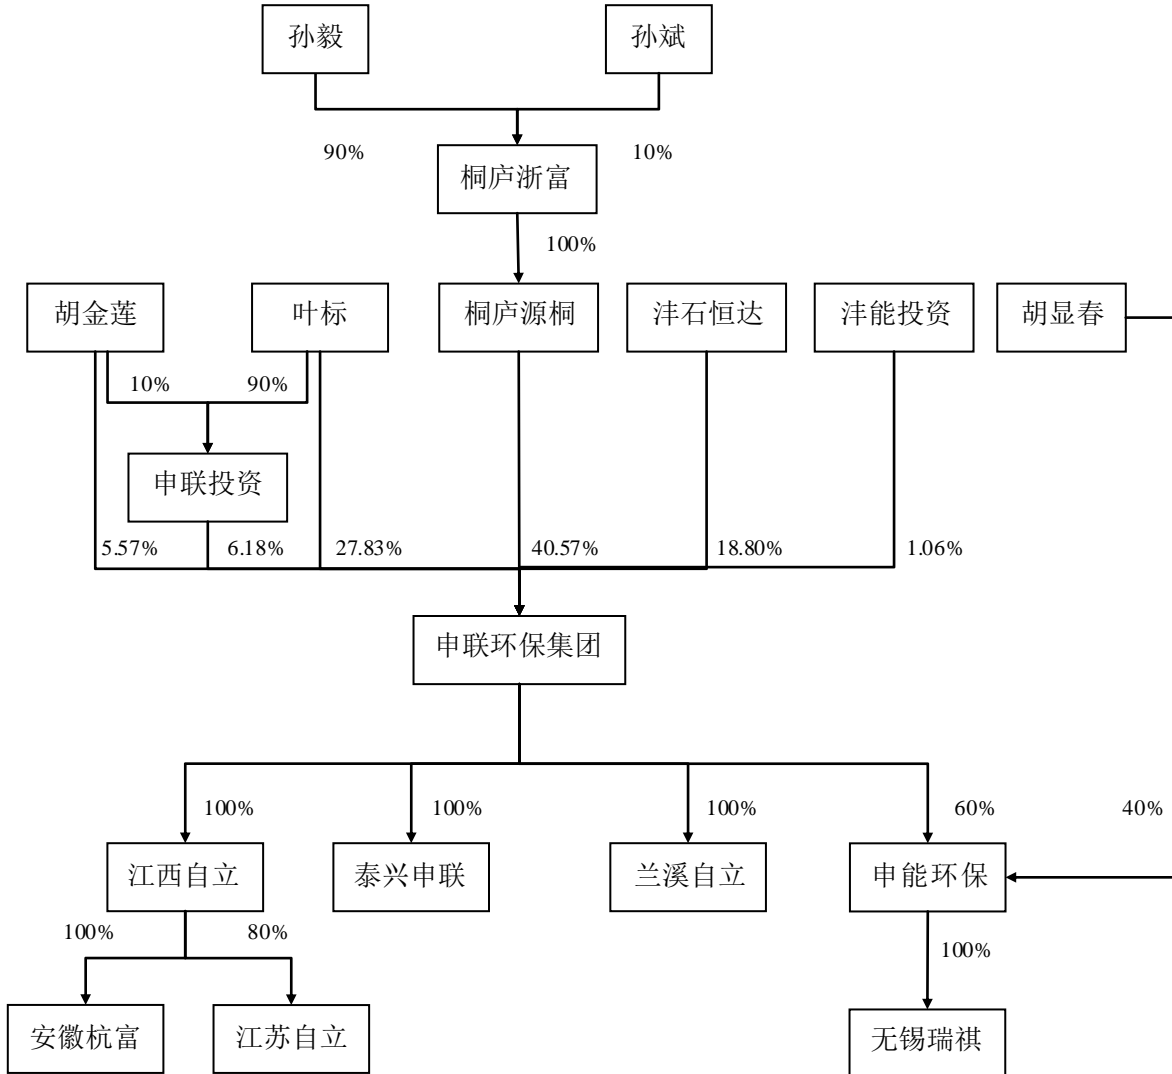 孙毅
孙斌
90%
10%
桐庐浙富
100%
胡金莲
叶标
桐庐源桐
沣石恒达
沣能投资
胡显春
10%
90%
申联投资
5.57%
6.18%
27.83%
40.57%
18.80%
1.06%
申联环保集团
100%
100%
100%
60%
40%
江西自立
泰兴申联
兰溪自立
申能环保
100%
80%
100%
安徽杭富
江苏自立
无锡瑞祺